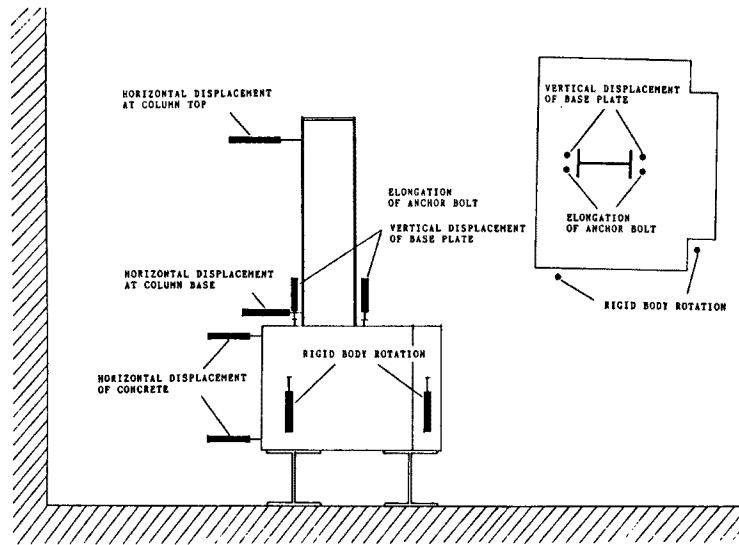 HORIZONTAL DISPLACEMENT
AT COLUMN TOP
VERTICAL DISPLACEMENT
OF BASE PLATE
ELONGATION
OF ANCHOR BOLT
VERTICAL DISPLACEMENT
OF BASE PLATE
ELONGATION
OF ANCHOR BOLT
HORIZONTAL DISPLACEMENT
AT COLUMN BASE
RIGID BODY ROTATION
RIGID BODY ROTATION
HORIZONTAL DISPLACEMENT
OF CONCRETE